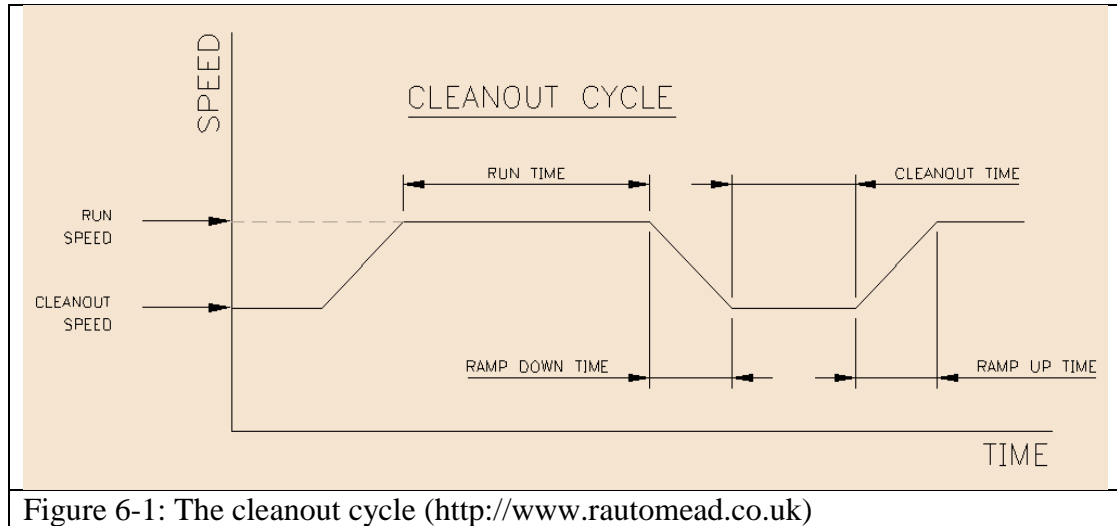 SPEED
CLEANOUT CYCLE
RUN TIME
CLEANOUT TIME
RUN
SPEED
CLEANOUT
SPEED
RAMP DOWN TIME
RAMP UP TIME
TIME
Figure 6-1: The cleanout cycle (http://www.rautomead.co.uk)